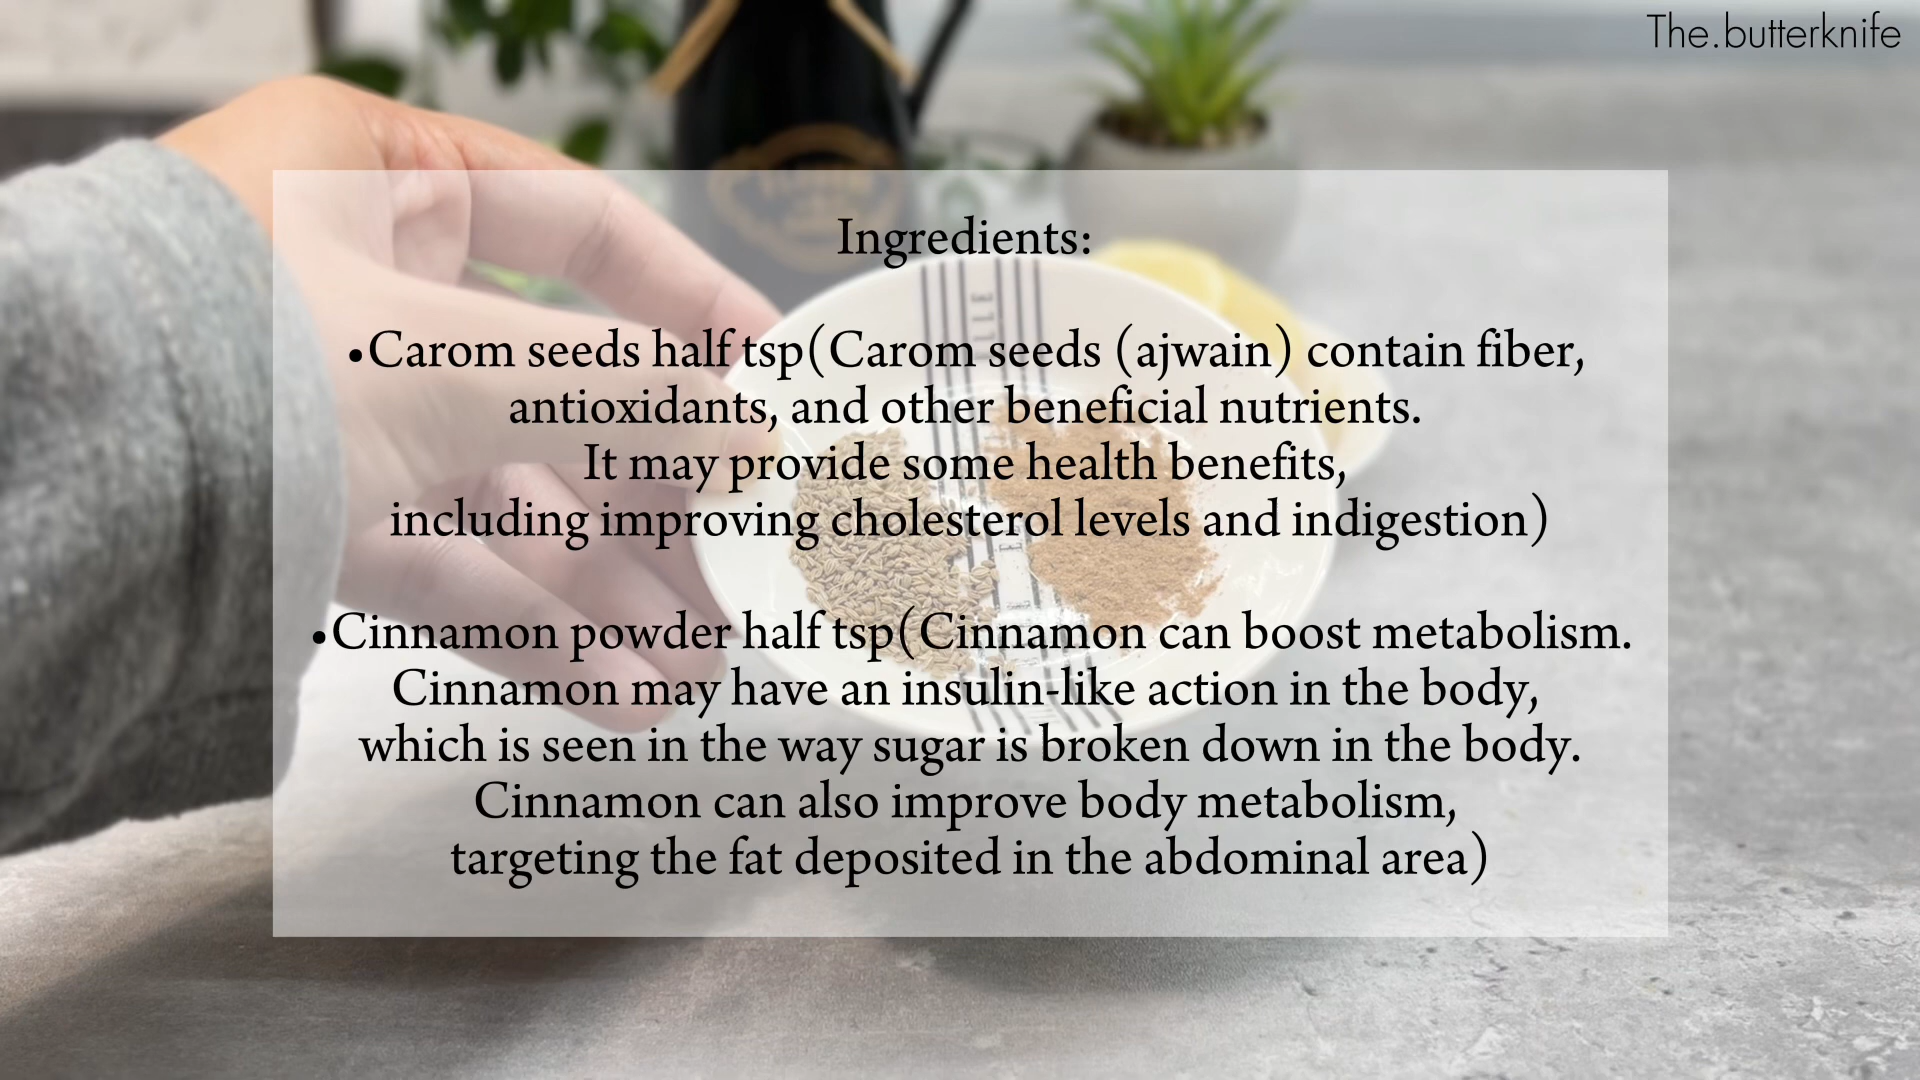 The.butterknife
Ingredients:
•Carom seeds half tsp(Carom seeds (ajwain) contain fiber,
antioxidants, and other beneficial nutrients.
It may provide some health benefits,
including improving cholesterol levels and indigestion)
•Cinnamon powder half tsp(Cinnamon can boost metabolism.
Cinnamon may have an insulin-like action in the body,
which is seen in the way sugar is broken down in the body.
Cinnamon can also improve body metabolism,
targeting the fat deposited in the abdominal area)